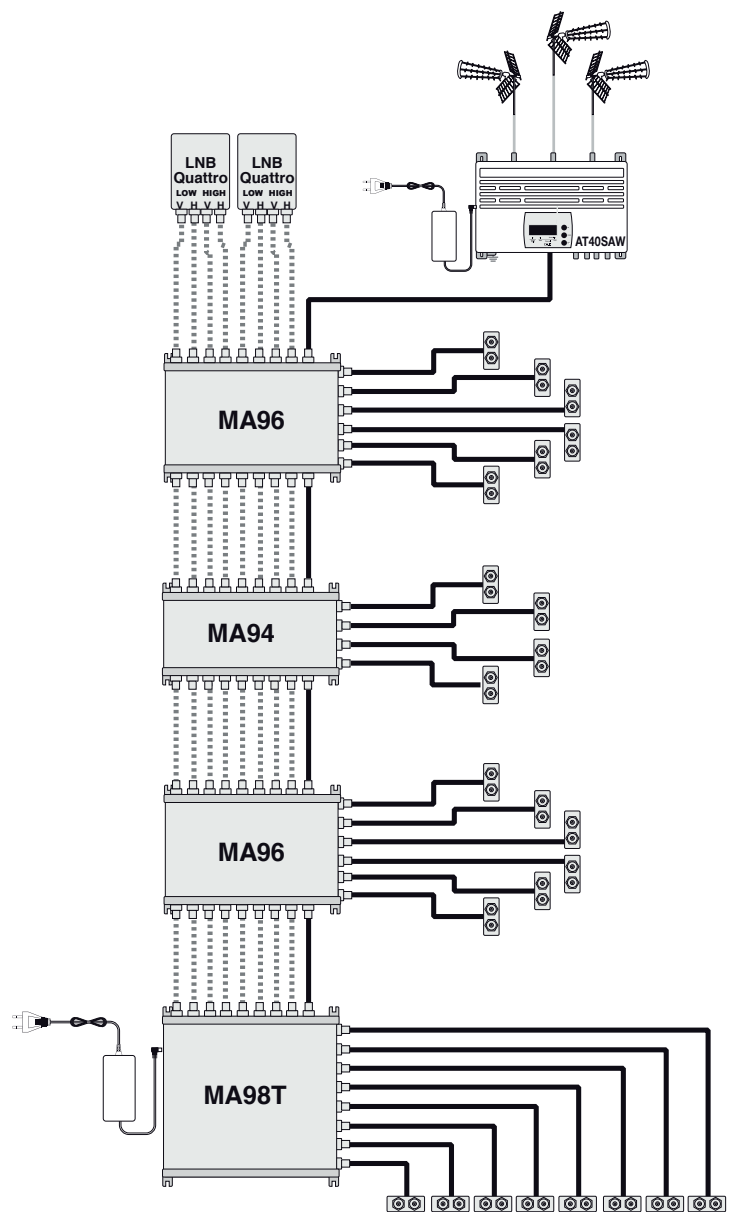 LNB
Quattro
LOW HIGH
V H V H
LNB
Quattro
LOW HIGH
V H V H
AT40SAW
MA96
MA94
MA96
MA98T